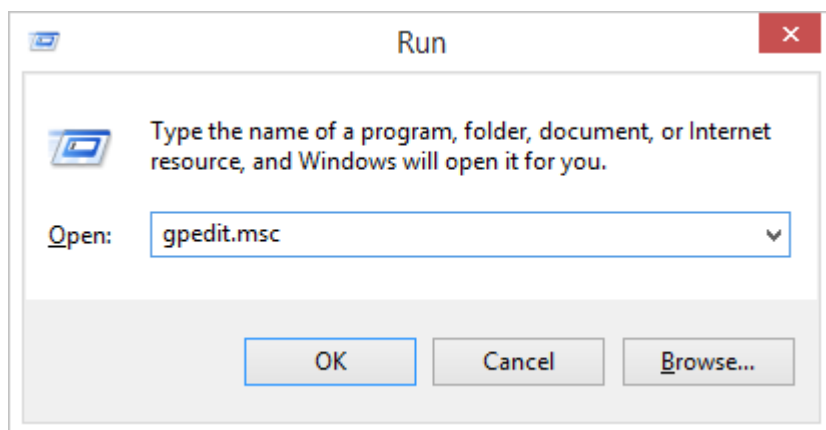 Run
Type the name of a program, folder, document, or Internet
resource, and Windows will open it for you.
Open: gpedit.msc
OK Cancel Browse...